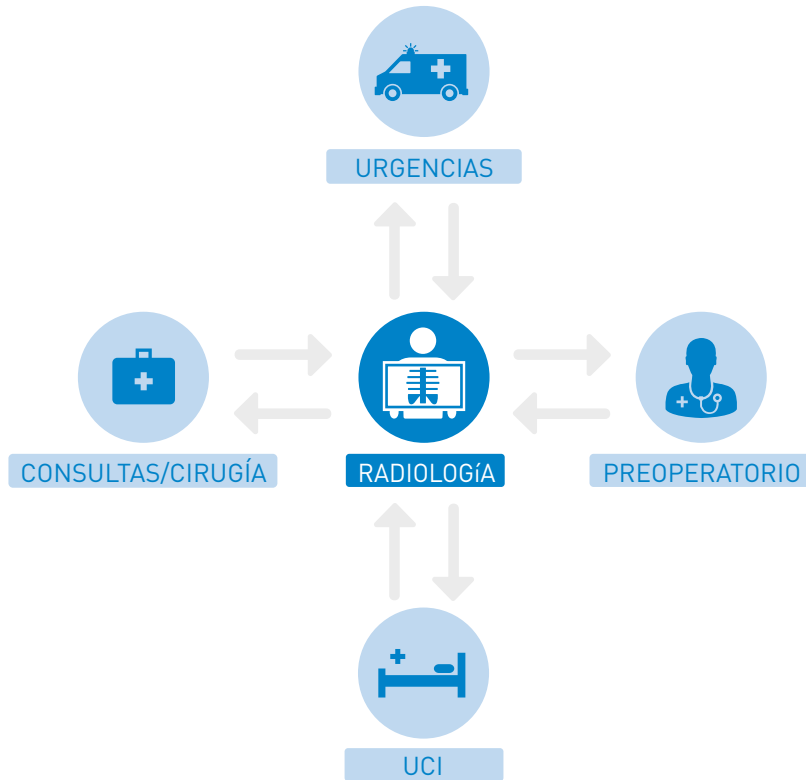 URGENCIAS
CONSULTAS/CIRUGÍA
RADIOLOGíA
PREOPERATORIO
UCI